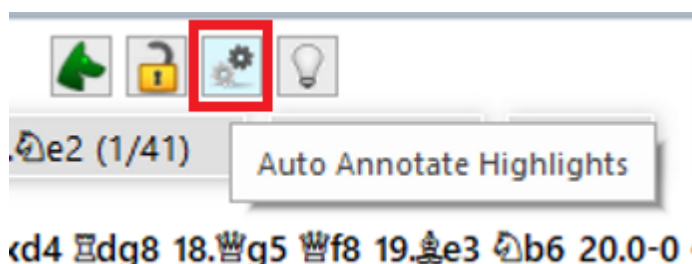 .♘e2 (1/41)
Auto Annotate Highlights
xd4 ♖dg8 18.♕g5 ♕f8 19.♗e3 ♘b6 20.0-0